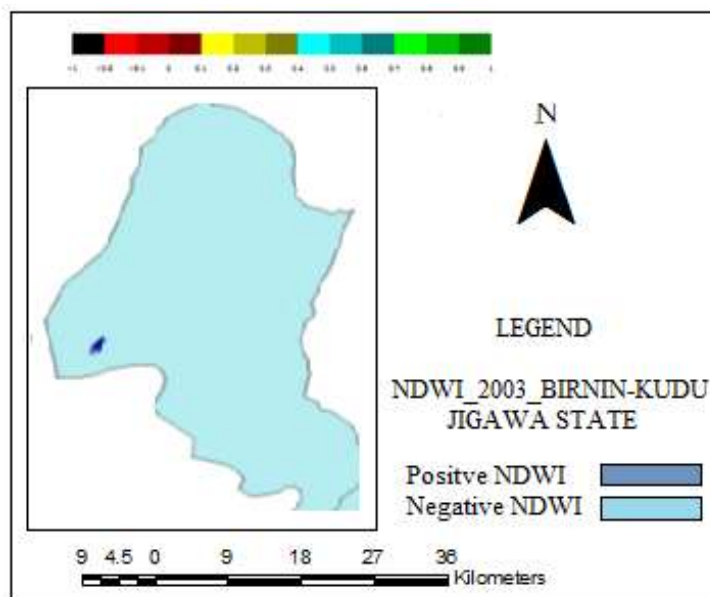 N
LEGEND
NDWI_2003_BIRNIN-KUDU
JIGAWA STATE
Positve NDWI
Negative NDWI
9 4.5 0 9 18 27 36
Kilometers